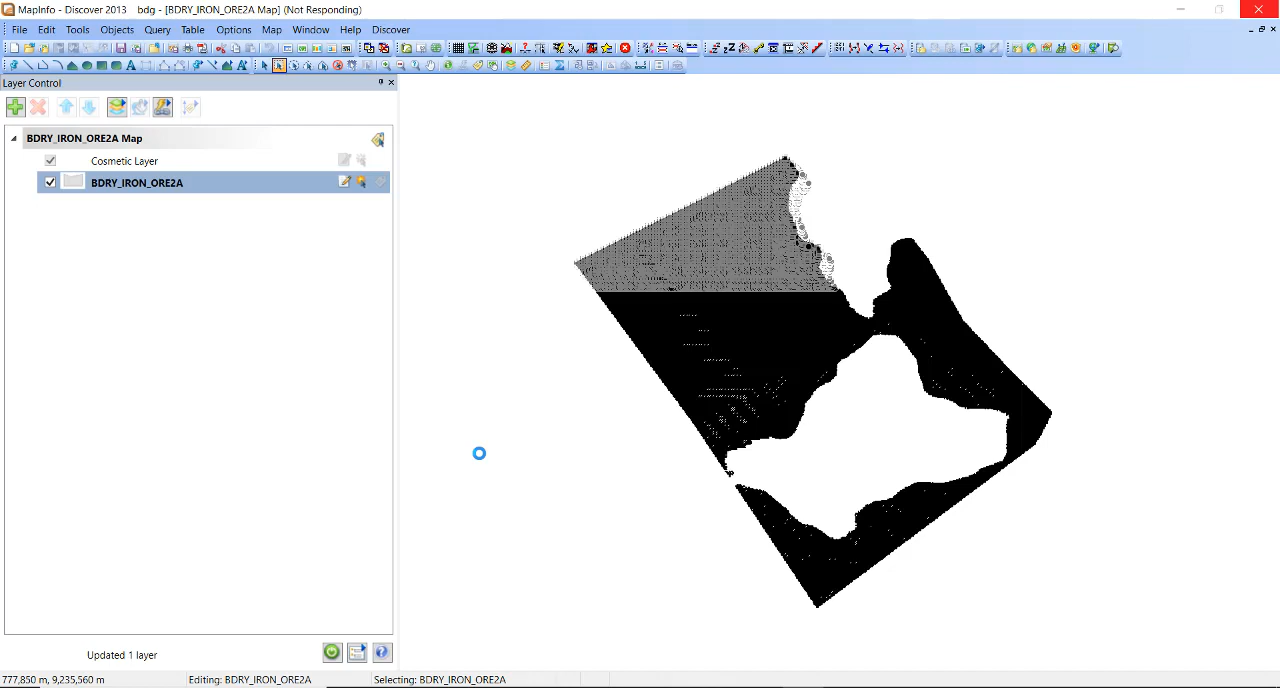 MapInfo - Discover 2013 bdg - [BDRY_IRON_ORE2A Map] (Not Responding)
File Edit Tools Objects Query Table Options Map Window Help Discover
Layer Control
BDRY_IRON_ORE2A Map
Cosmetic Layer
BDRY_IRON_ORE2A
Updated 1 layer
777,850 m, 9,235,560 m Editing: BDRY_IRON_ORE2A Selecting: BDRY_IRON_ORE2A